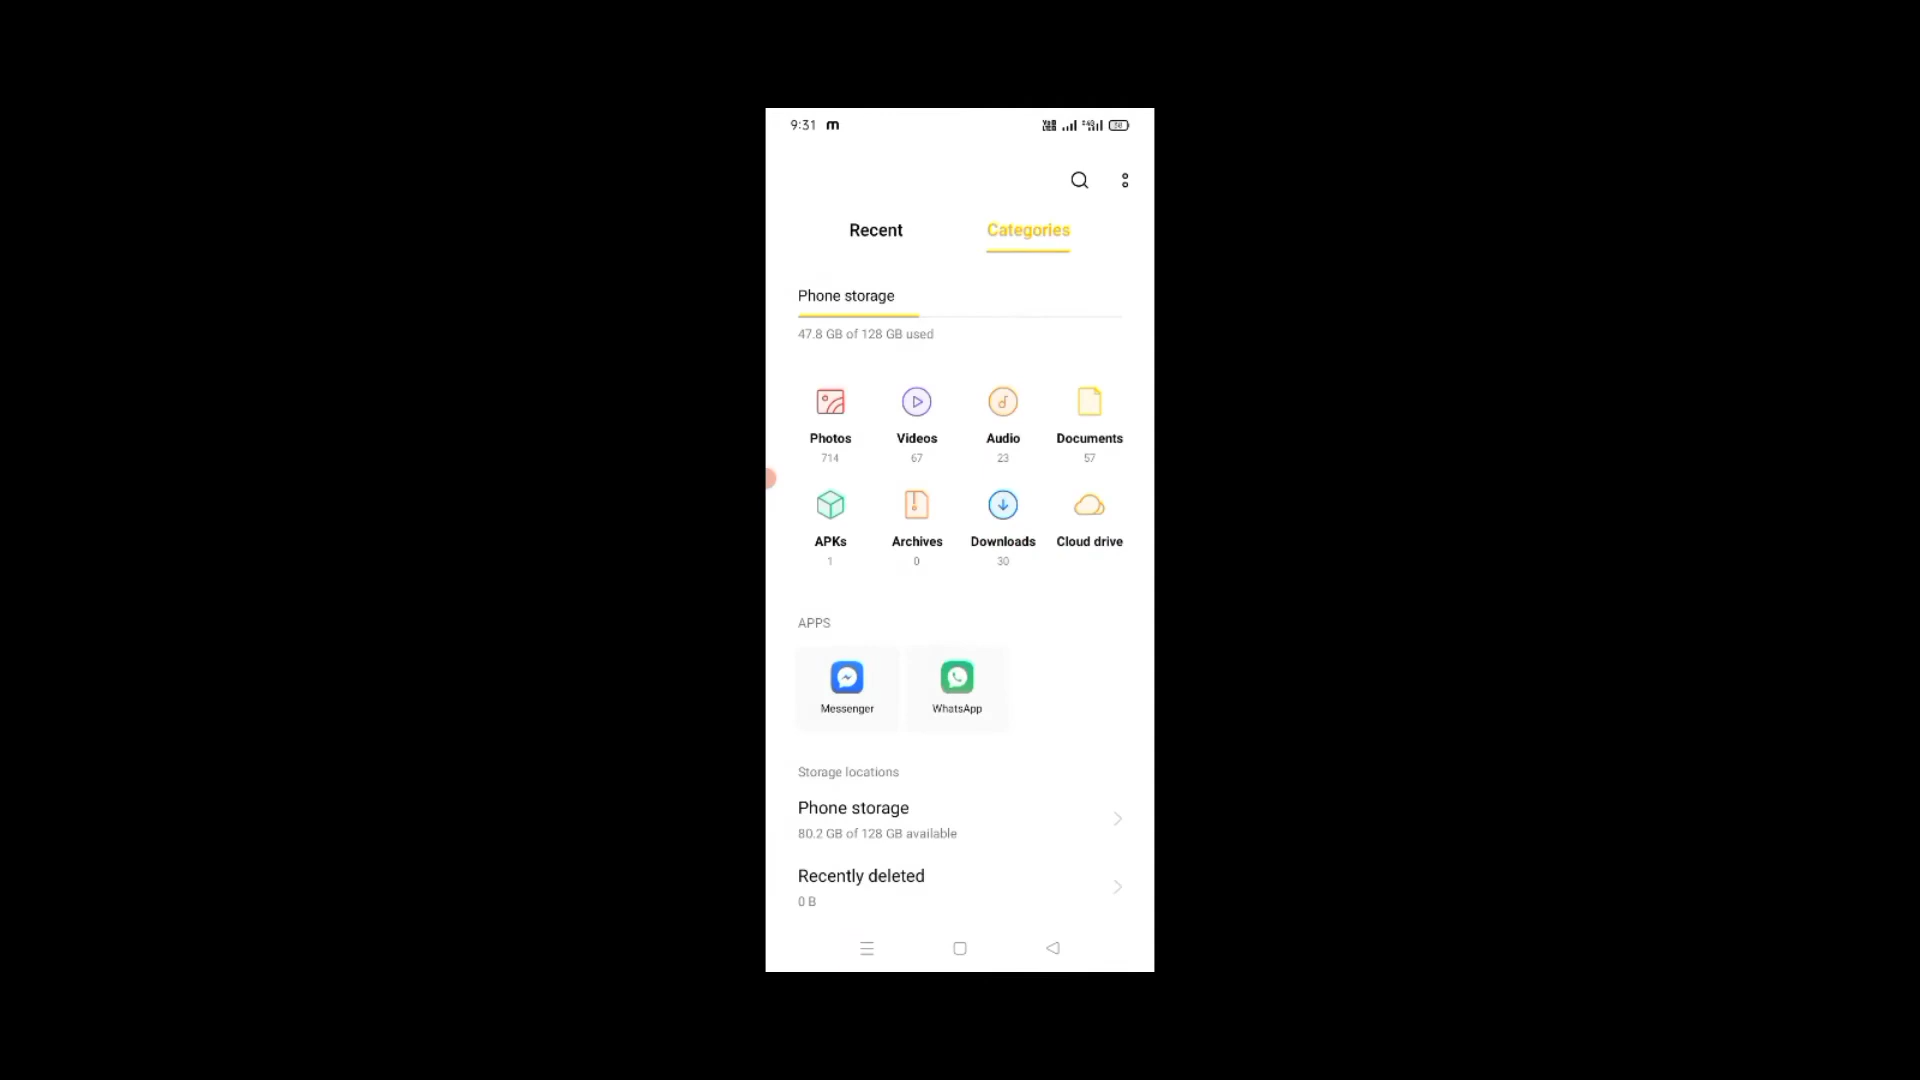 9:31 m
Recent Categories
Phone storage
47.8 GB of 128 GB used
Photos Videos Audio Documents
714 67 23 57
APKs Archives Downloads Cloud drive
1 0 30
APPS
Messenger WhatsApp
Storage locations
Phone storage
80.2 GB of 128 GB available
Recently deleted
0 B